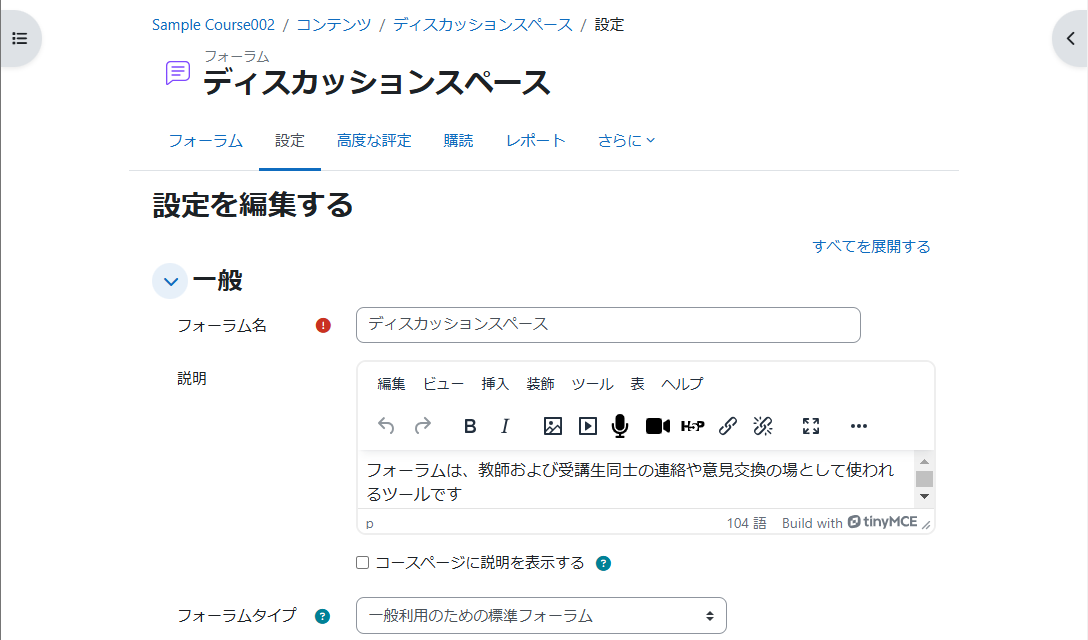 Sample Course002 / コンテンツ / ディスカッションスペース / 設定
フォーラム
ディスカッションスペース
フォーラム 設定 高度な評定 購読 レポート さらに
設定を編集する
すべてを展開する
一般
フォーラム名
ディスカッションスペース
説明
編集 ビュー 挿入 装飾 ツール 表 ヘルプ
B I H5P
フォーラムは、教師および受講生同士の連絡や意見交換の場として使われ
るツールです
p 104 語 Build with tinyMCE
コースページに説明を表示する
フォーラムタイプ 一般利用のための標準フォーラム